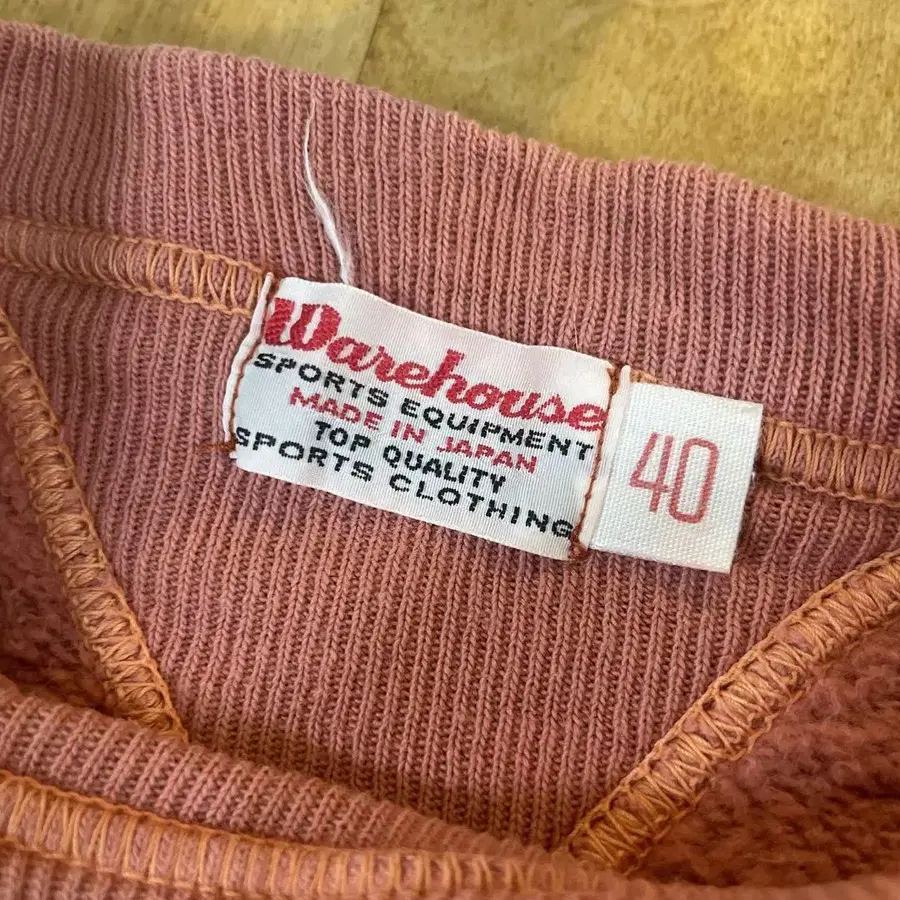 Warehouse
SPORTS EQUIPMENT
MADE IN JAPAN
TOP QUALITY
SPORTS CLOTHING
40